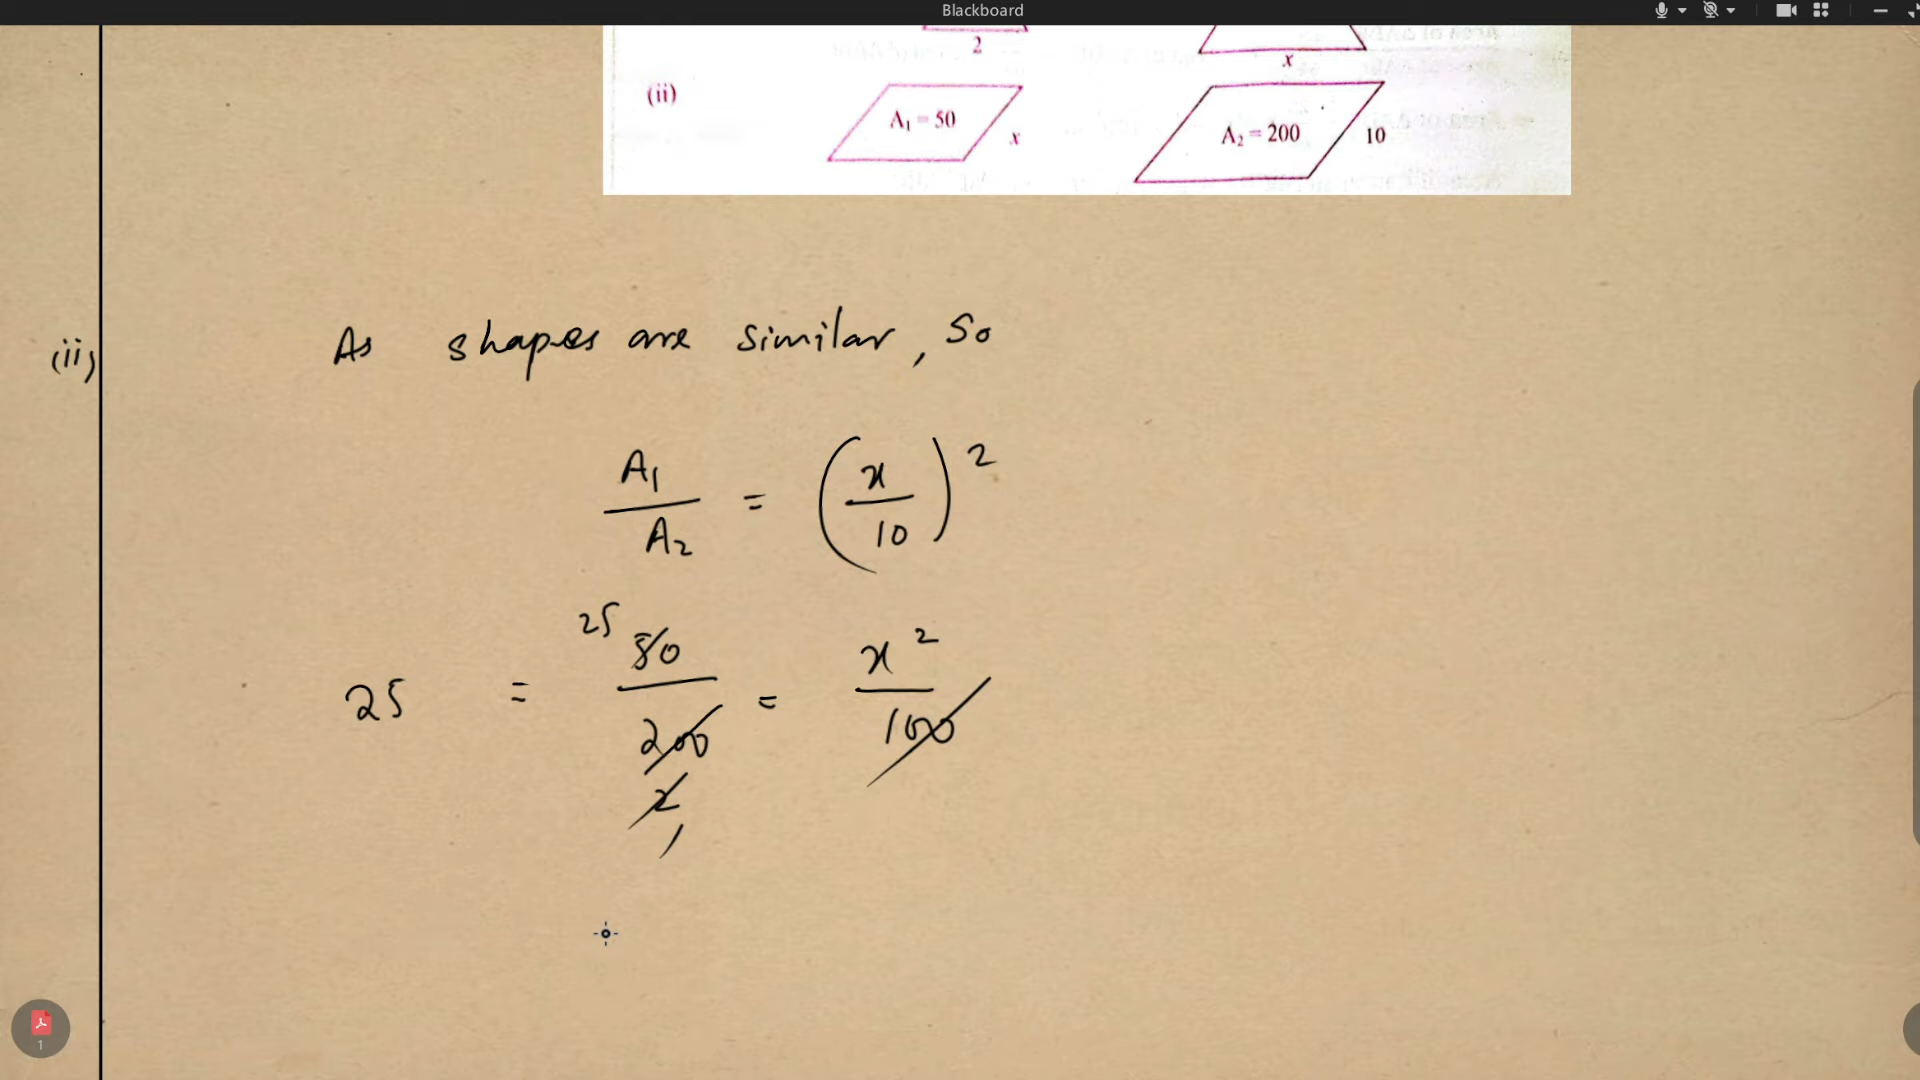 Blackboard
2
x
(ii)
A₁ = 50
x
A₂ = 200
10
(ii) As shapes are similar, so
A₁/A₂ = (x/10)²
25 = 50/200 = x²/100
25
2
1
1